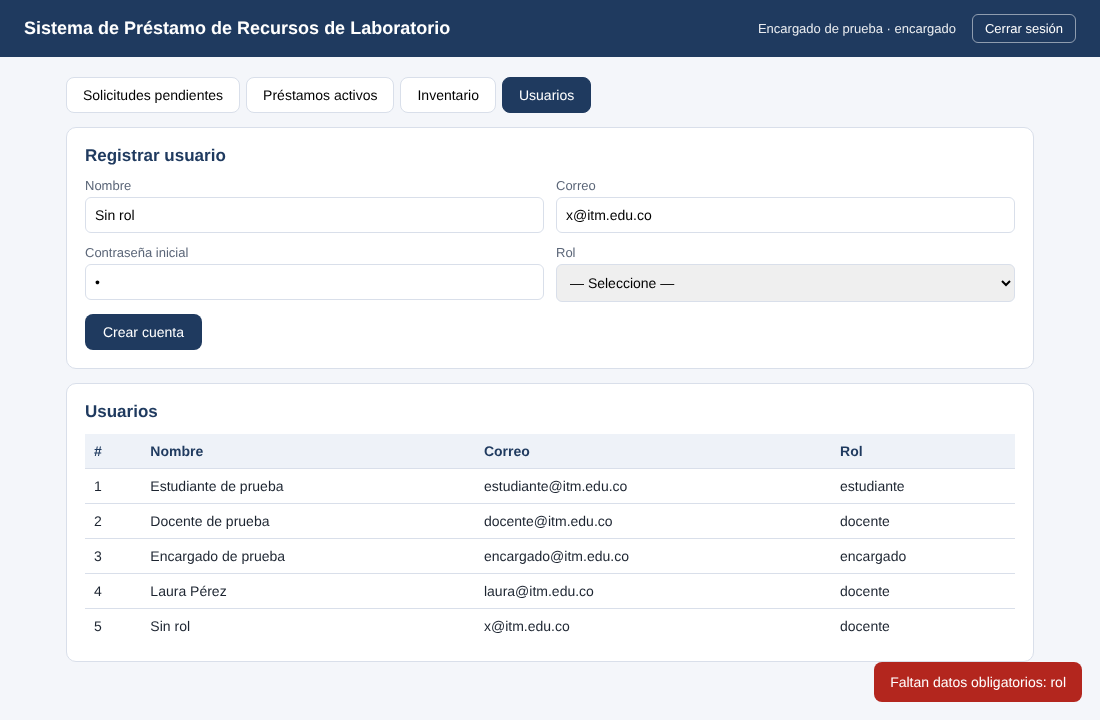 Sistema de Préstamo de Recursos de Laboratorio
Encargado de prueba · encargado
Cerrar sesión
Solicitudes pendientes
Préstamos activos
Inventario
Usuarios
Registrar usuario
Nombre
Correo
Sin rol
x@itm.edu.co
Contraseña inicial
Rol
•
— Seleccione —
Crear cuenta
Usuarios
# Nombre Correo Rol
1 Estudiante de prueba estudiante@itm.edu.co estudiante
2 Docente de prueba docente@itm.edu.co docente
3 Encargado de prueba encargado@itm.edu.co encargado
4 Laura Pérez laura@itm.edu.co docente
5 Sin rol x@itm.edu.co docente
Faltan datos obligatorios: rol